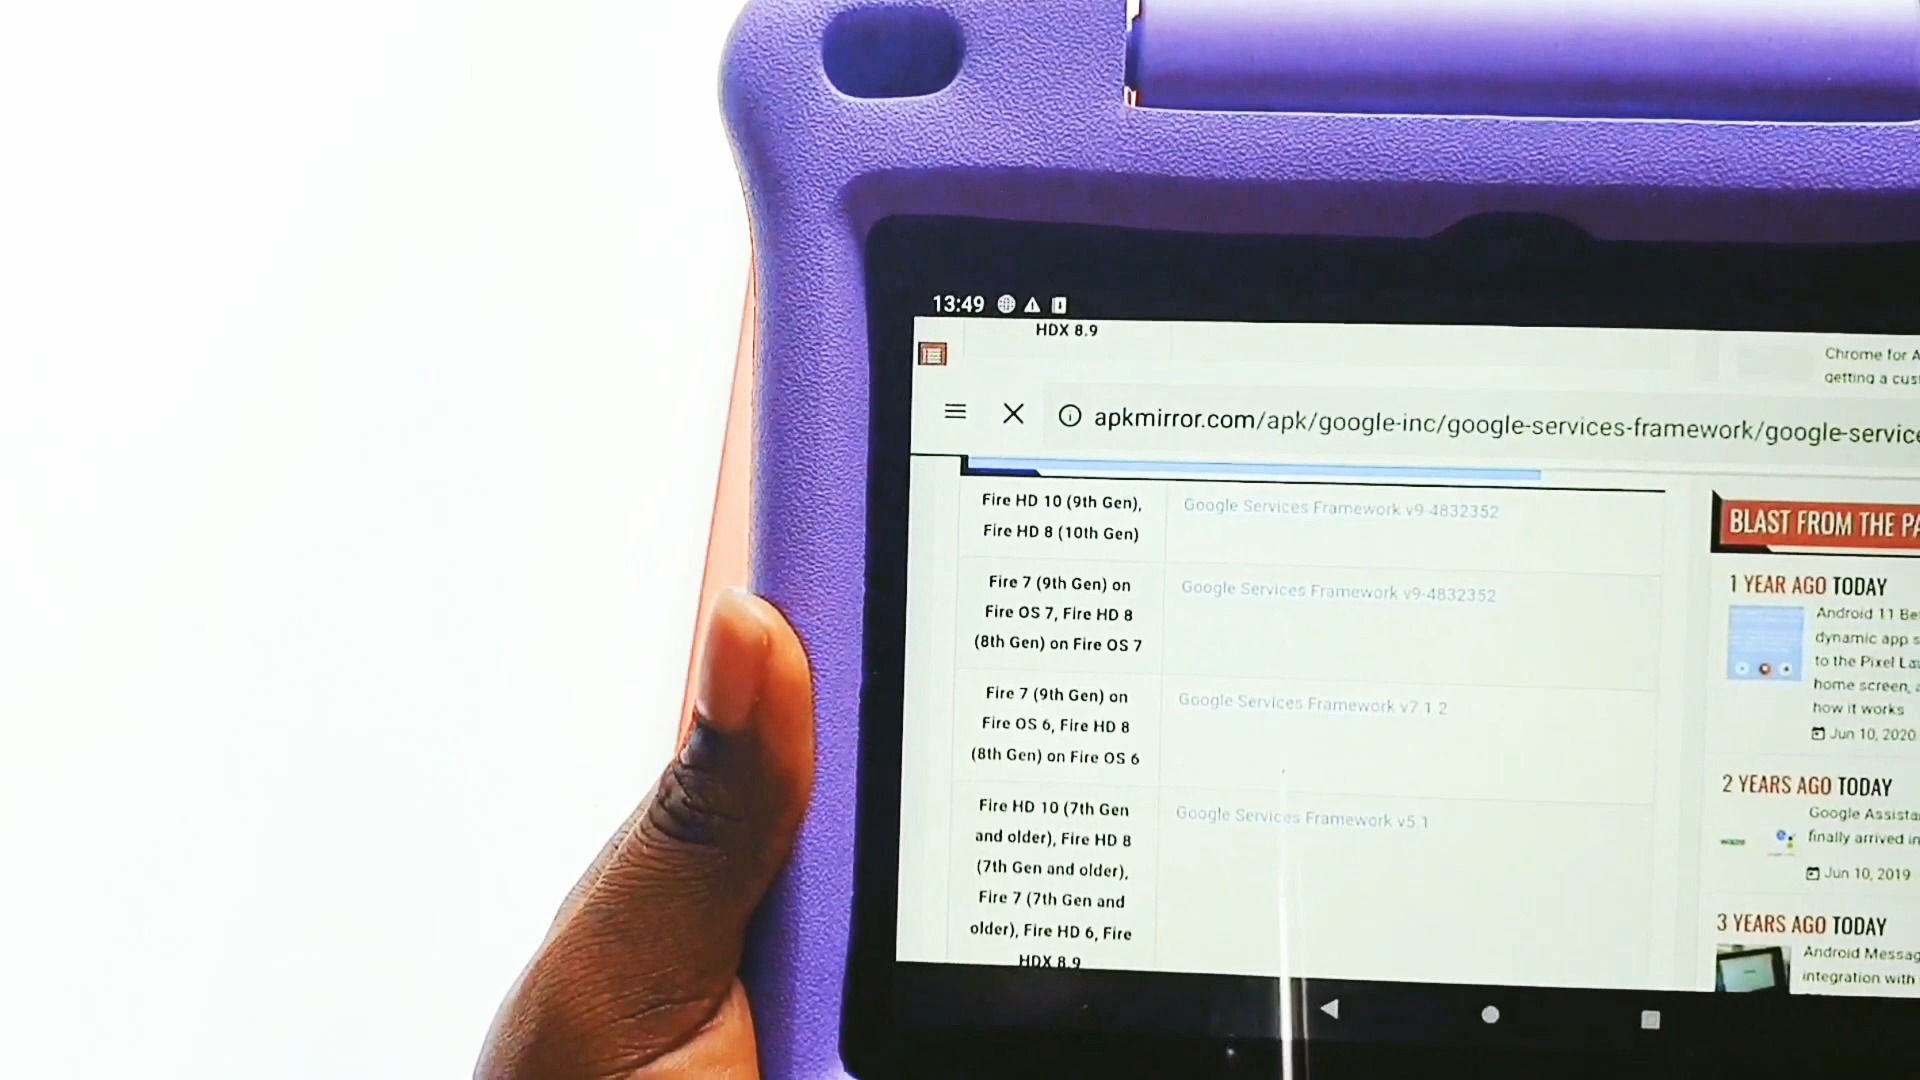 13:49
HDX 8.9
apkmirror.com/apk/google-inc/google-services-framework/google-service
Fire HD 10 (9th Gen),
Fire HD 8 (10th Gen)
Google Services Framework v9-4832352
Fire 7 (9th Gen) on
Fire OS 7, Fire HD 8
(8th Gen) on Fire OS 7
Google Services Framework v9-4832352
Fire 7 (9th Gen) on
Fire OS 6, Fire HD 8
(8th Gen) on Fire OS 6
Google Services Framework v7.1.2
Fire HD 10 (7th Gen
and older), Fire HD 8
(7th Gen and older),
Fire 7 (7th Gen and
older), Fire HD 6, Fire
HDX 8.9
Google Services Framework v5.1
Chrome for A
getting a cus
BLAST FROM THE PA
1 YEAR AGO TODAY
Android 11 Be
dynamic app s
to the Pixel La
home screen,
how it works
Jun 10, 2020
2 YEARS AGO TODAY
Google Assista
finally arrived in
Jun 10, 2019
3 YEARS AGO TODAY
Android Messag
integration with